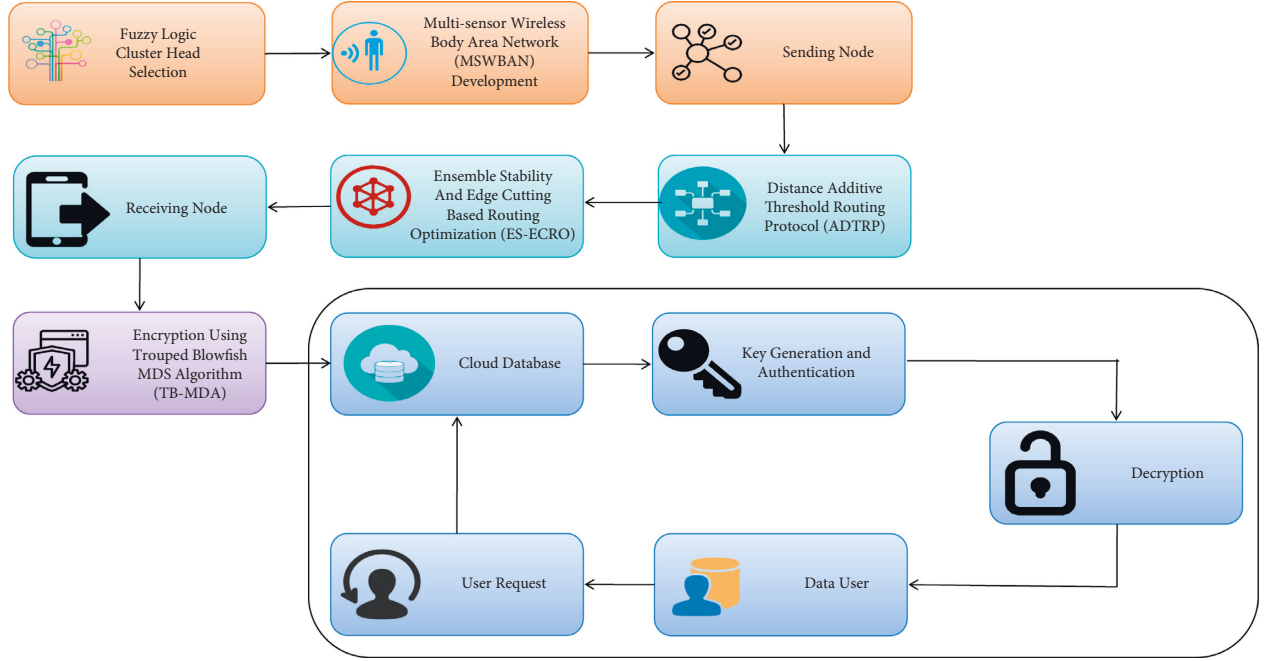 Fuzzy Logic
Cluster Head
Selection
Multi-sensor Wireless
Body Area Network
(MSWBAN)
Development
Sending Node
Receiving Node
Ensemble Stability
And Edge Cutting
Based Routing
Optimization (ES-ECRO)
Distance Additive
Threshold Routing
Protocol (ADTRP)
Encryption Using
Trouped Blowfish
MDS Algorithm
(TB-MDA)
Cloud Database
Key Generation and
Authentication
Decryption
User Request
Data User